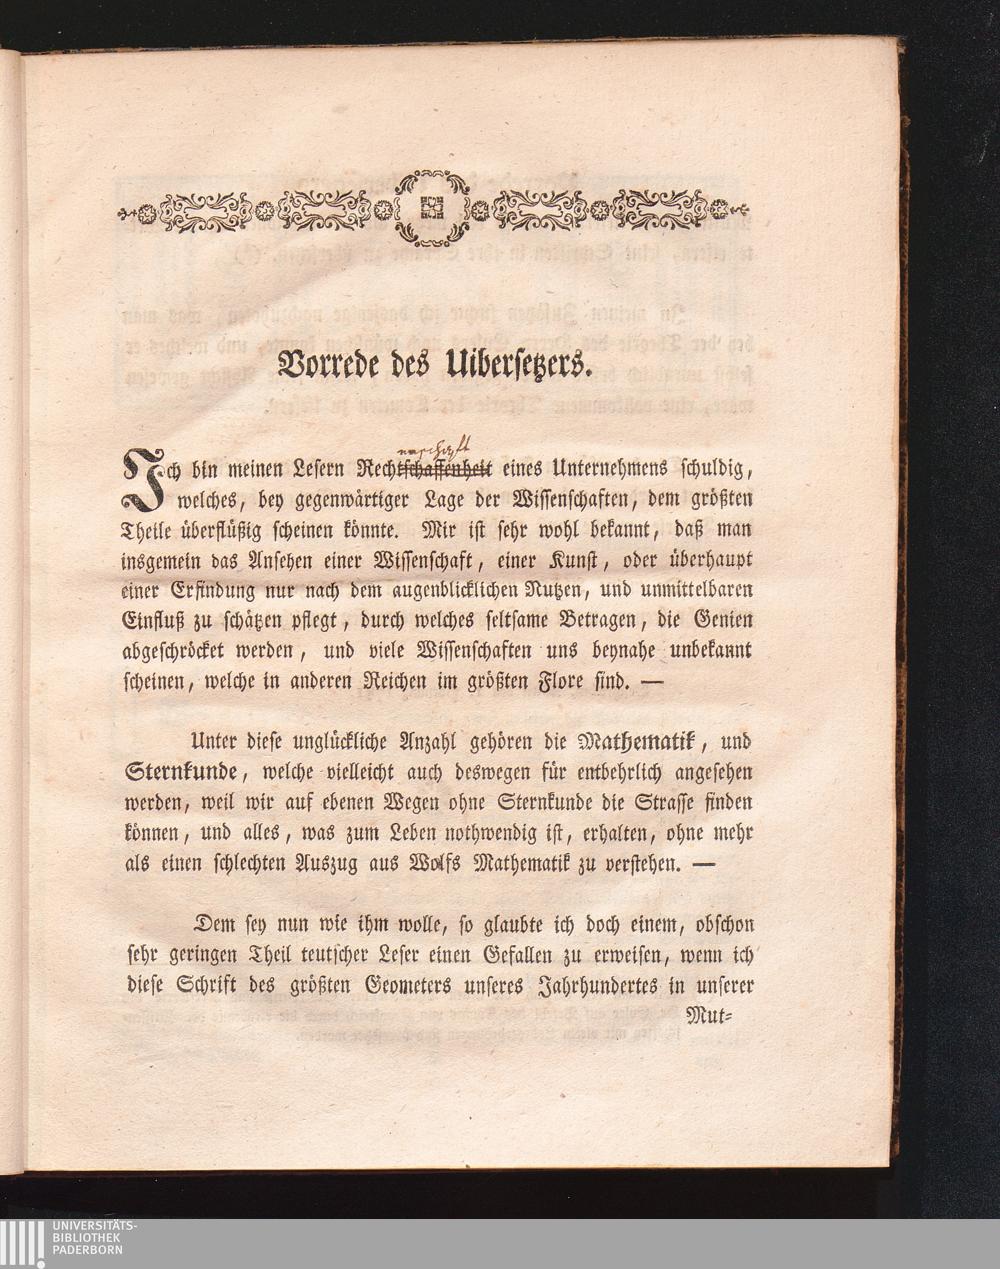 Vorrede des Uibersetzers.
enschaft
Ich bin meinen Lesern Rechtschaffenheit eines Unternehmens schuldig,
welches, bey gegenwärtiger Lage der Wissenschaften, dem größten
Theile überflüßig scheinen könnte. Mir ist sehr wohl bekannt, daß man
insgemein das Ansehen einer Wissenschaft, einer Kunst, oder überhaupt
einer Erfindung nur nach dem augenblicklichen Nutzen, und unmittelbaren
Einfluß zu schätzen pflegt, durch welches seltsame Betragen, die Genien
abgeschröcket werden, und viele Wissenschaften uns beynahe unbekannt
scheinen, welche in anderen Reichen im größten Flore sind. —
Unter diese unglückliche Anzahl gehören die Mathematik, und
Sternkunde, welche vielleicht auch deswegen für entbehrlich angesehen
werden, weil wir auf ebenen Wegen ohne Sternkunde die Strasse finden
können, und alles, was zum Leben nothwendig ist, erhalten, ohne mehr
als einen schlechten Auszug aus Wolfs Mathematik zu verstehen. —
Dem sey nun wie ihm wolle, so glaubte ich doch einem, obschon
sehr geringen Theil teutscher Leser einen Gefallen zu erweisen, wenn ich
diese Schrift des größten Geometers unseres Jahrhundertes in unserer
Mut-
UNIVERSITÄTS-
BIBLIOTHEK
PADERBORN